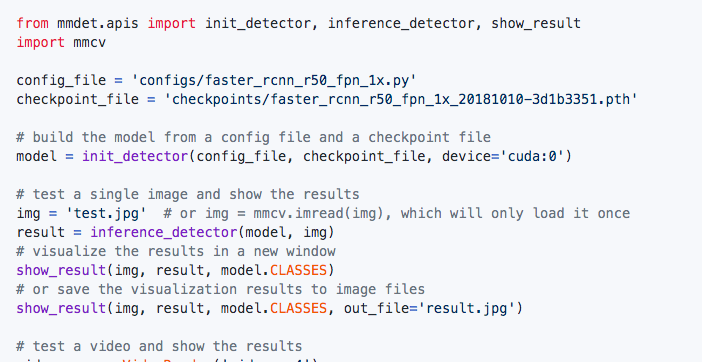 from mmdet.apis import init_detector, inference_detector, show_result
import mmcv
config_file = 'configs/faster_rcnn_r50_fpn_1x.py'
checkpoint_file = 'checkpoints/faster_rcnn_r50_fpn_1x_20181010-3d1b3351.pth'
# build the model from a config file and a checkpoint file
model = init_detector(config_file, checkpoint_file, device='cuda:0')
# test a single image and show the results
img = 'test.jpg'  # or img = mmcv.imread(img), which will only load it once
result = inference_detector(model, img)
# visualize the results in a new window
show_result(img, result, model.CLASSES)
# or save the visualization results to image files
show_result(img, result, model.CLASSES, out_file='result.jpg')
# test a video and show the results